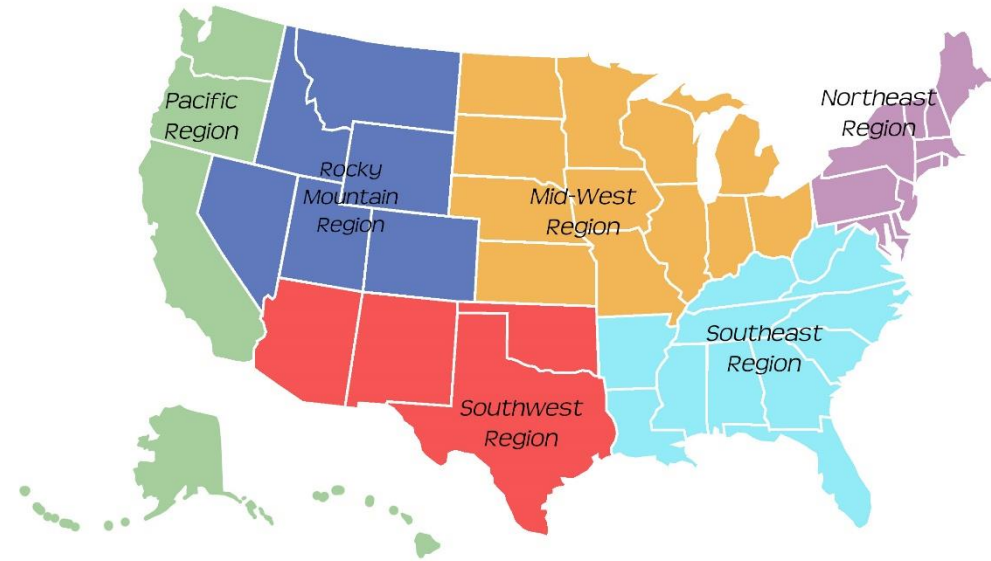 Pacific
Region
Rocky
Mountain
Region
Mid-West
Region
Northeast
Region
Southeast
Region
Southwest
Region